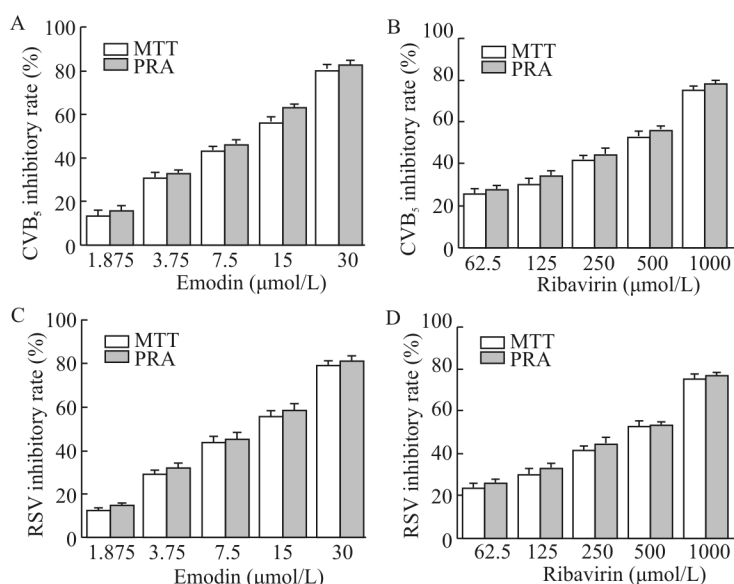 A
CVB₅ inhibitory rate (%)
100
80
60
40
20
0
MTT
PRA
1.875 3.75 7.5 15 30
Emodin (μmol/L)
B
CVB₅ inhibitory rate (%)
100
80
60
40
20
0
MTT
PRA
62.5 125 250 500 1000
Ribavirin (μmol/L)
C
RSV inhibitory rate (%)
100
80
60
40
20
0
MTT
PRA
1.875 3.75 7.5 15 30
Emodin (μmol/L)
D
RSV inhibitory rate (%)
100
80
60
40
20
0
MTT
PRA
62.5 125 250 500 1000
Ribavirin (μmol/L)